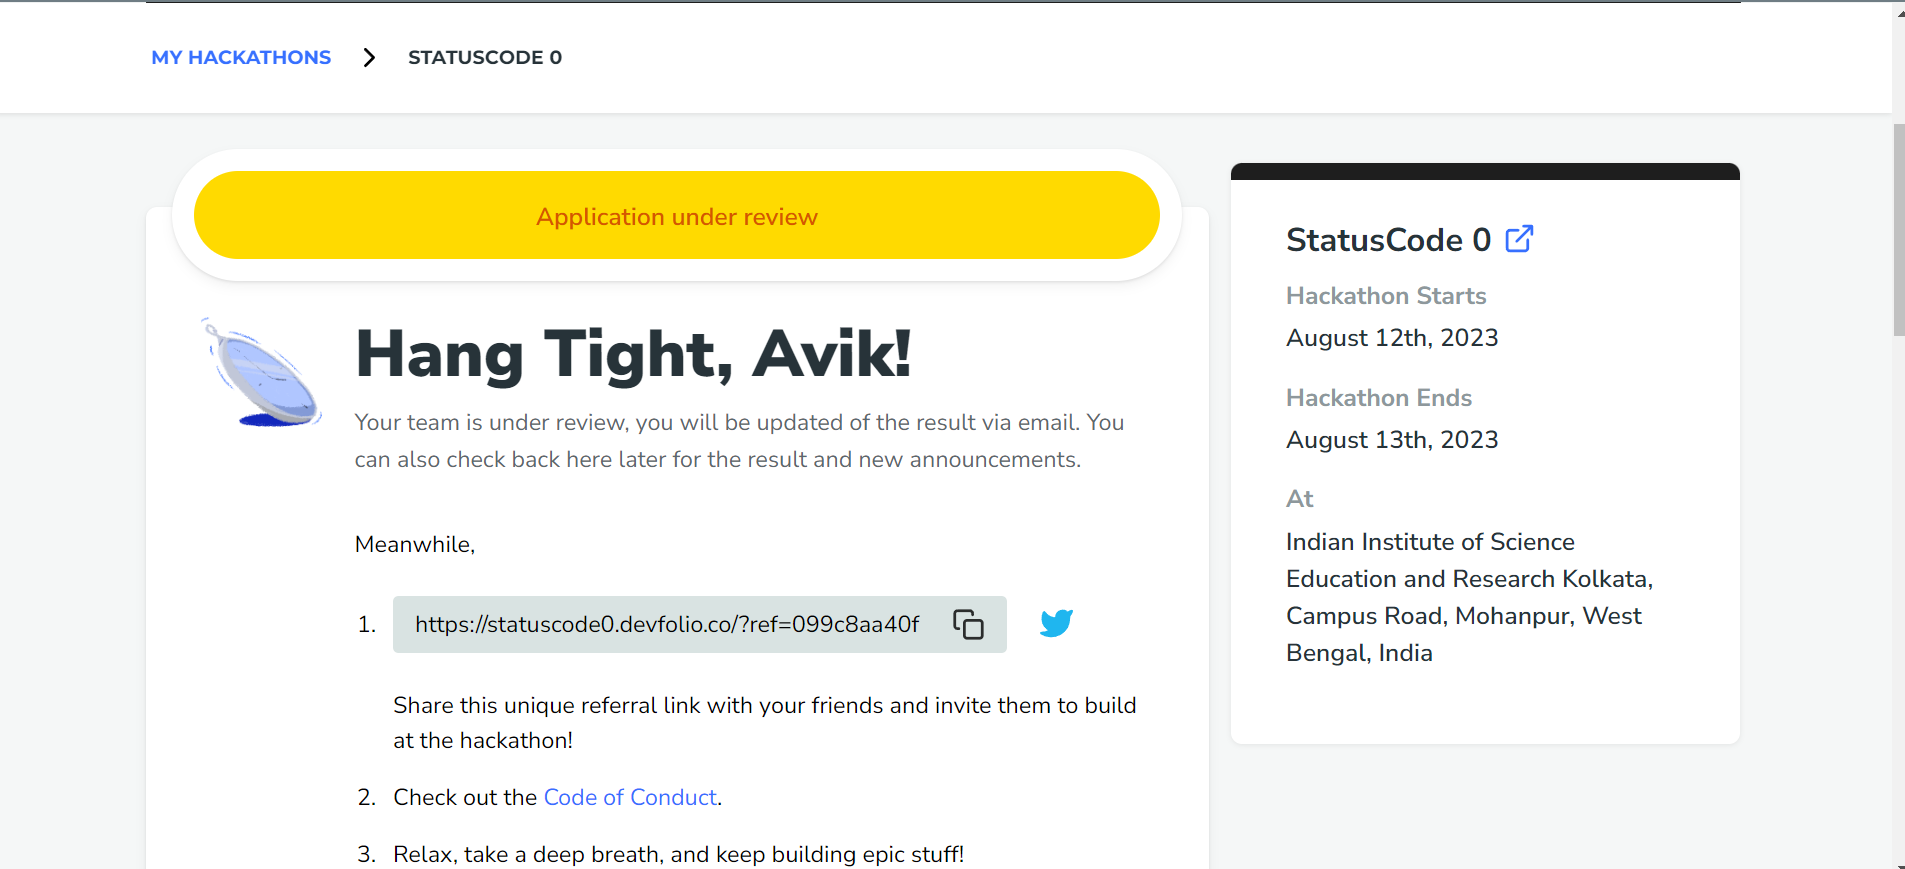 MY HACKATHONS
STATUSCODE 0
Application under review
Hang Tight, Avik!
Your team is under review, you will be updated of the result via email. You
can also check back here later for the result and new announcements.
Meanwhile,
1. https://statuscode0.devfolio.co/?ref=099c8aa40f
Share this unique referral link with your friends and invite them to build
at the hackathon!
2. Check out the Code of Conduct.
3. Relax, take a deep breath, and keep building epic stuff!
StatusCode 0
Hackathon Starts
August 12th, 2023
Hackathon Ends
August 13th, 2023
At
Indian Institute of Science
Education and Research Kolkata,
Campus Road, Mohanpur, West
Bengal, India